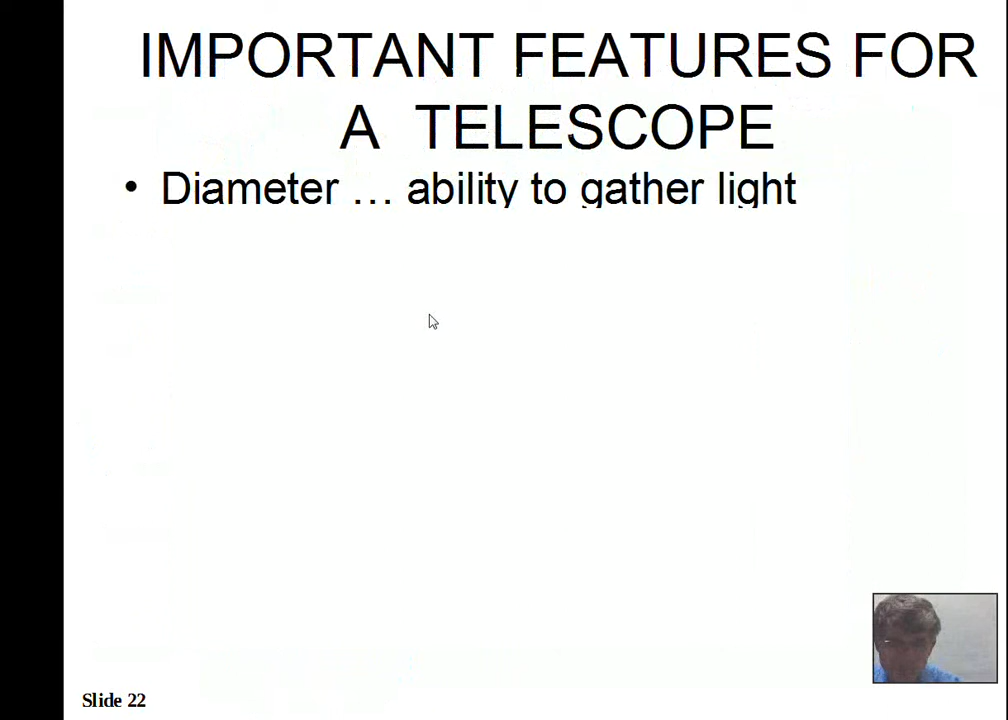 IMPORTANT FEATURES FOR
A TELESCOPE
• Diameter … ability to gather light
Slide 22